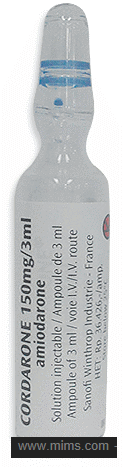 CORDARONE 150mg/3ml
amiodarone
Solution injectable / Ampoule de 3 ml
Ampoule of 3 ml / voie I.V/I.V. route
Sanofi Winthrop Industrie - France
- www.mims.com -